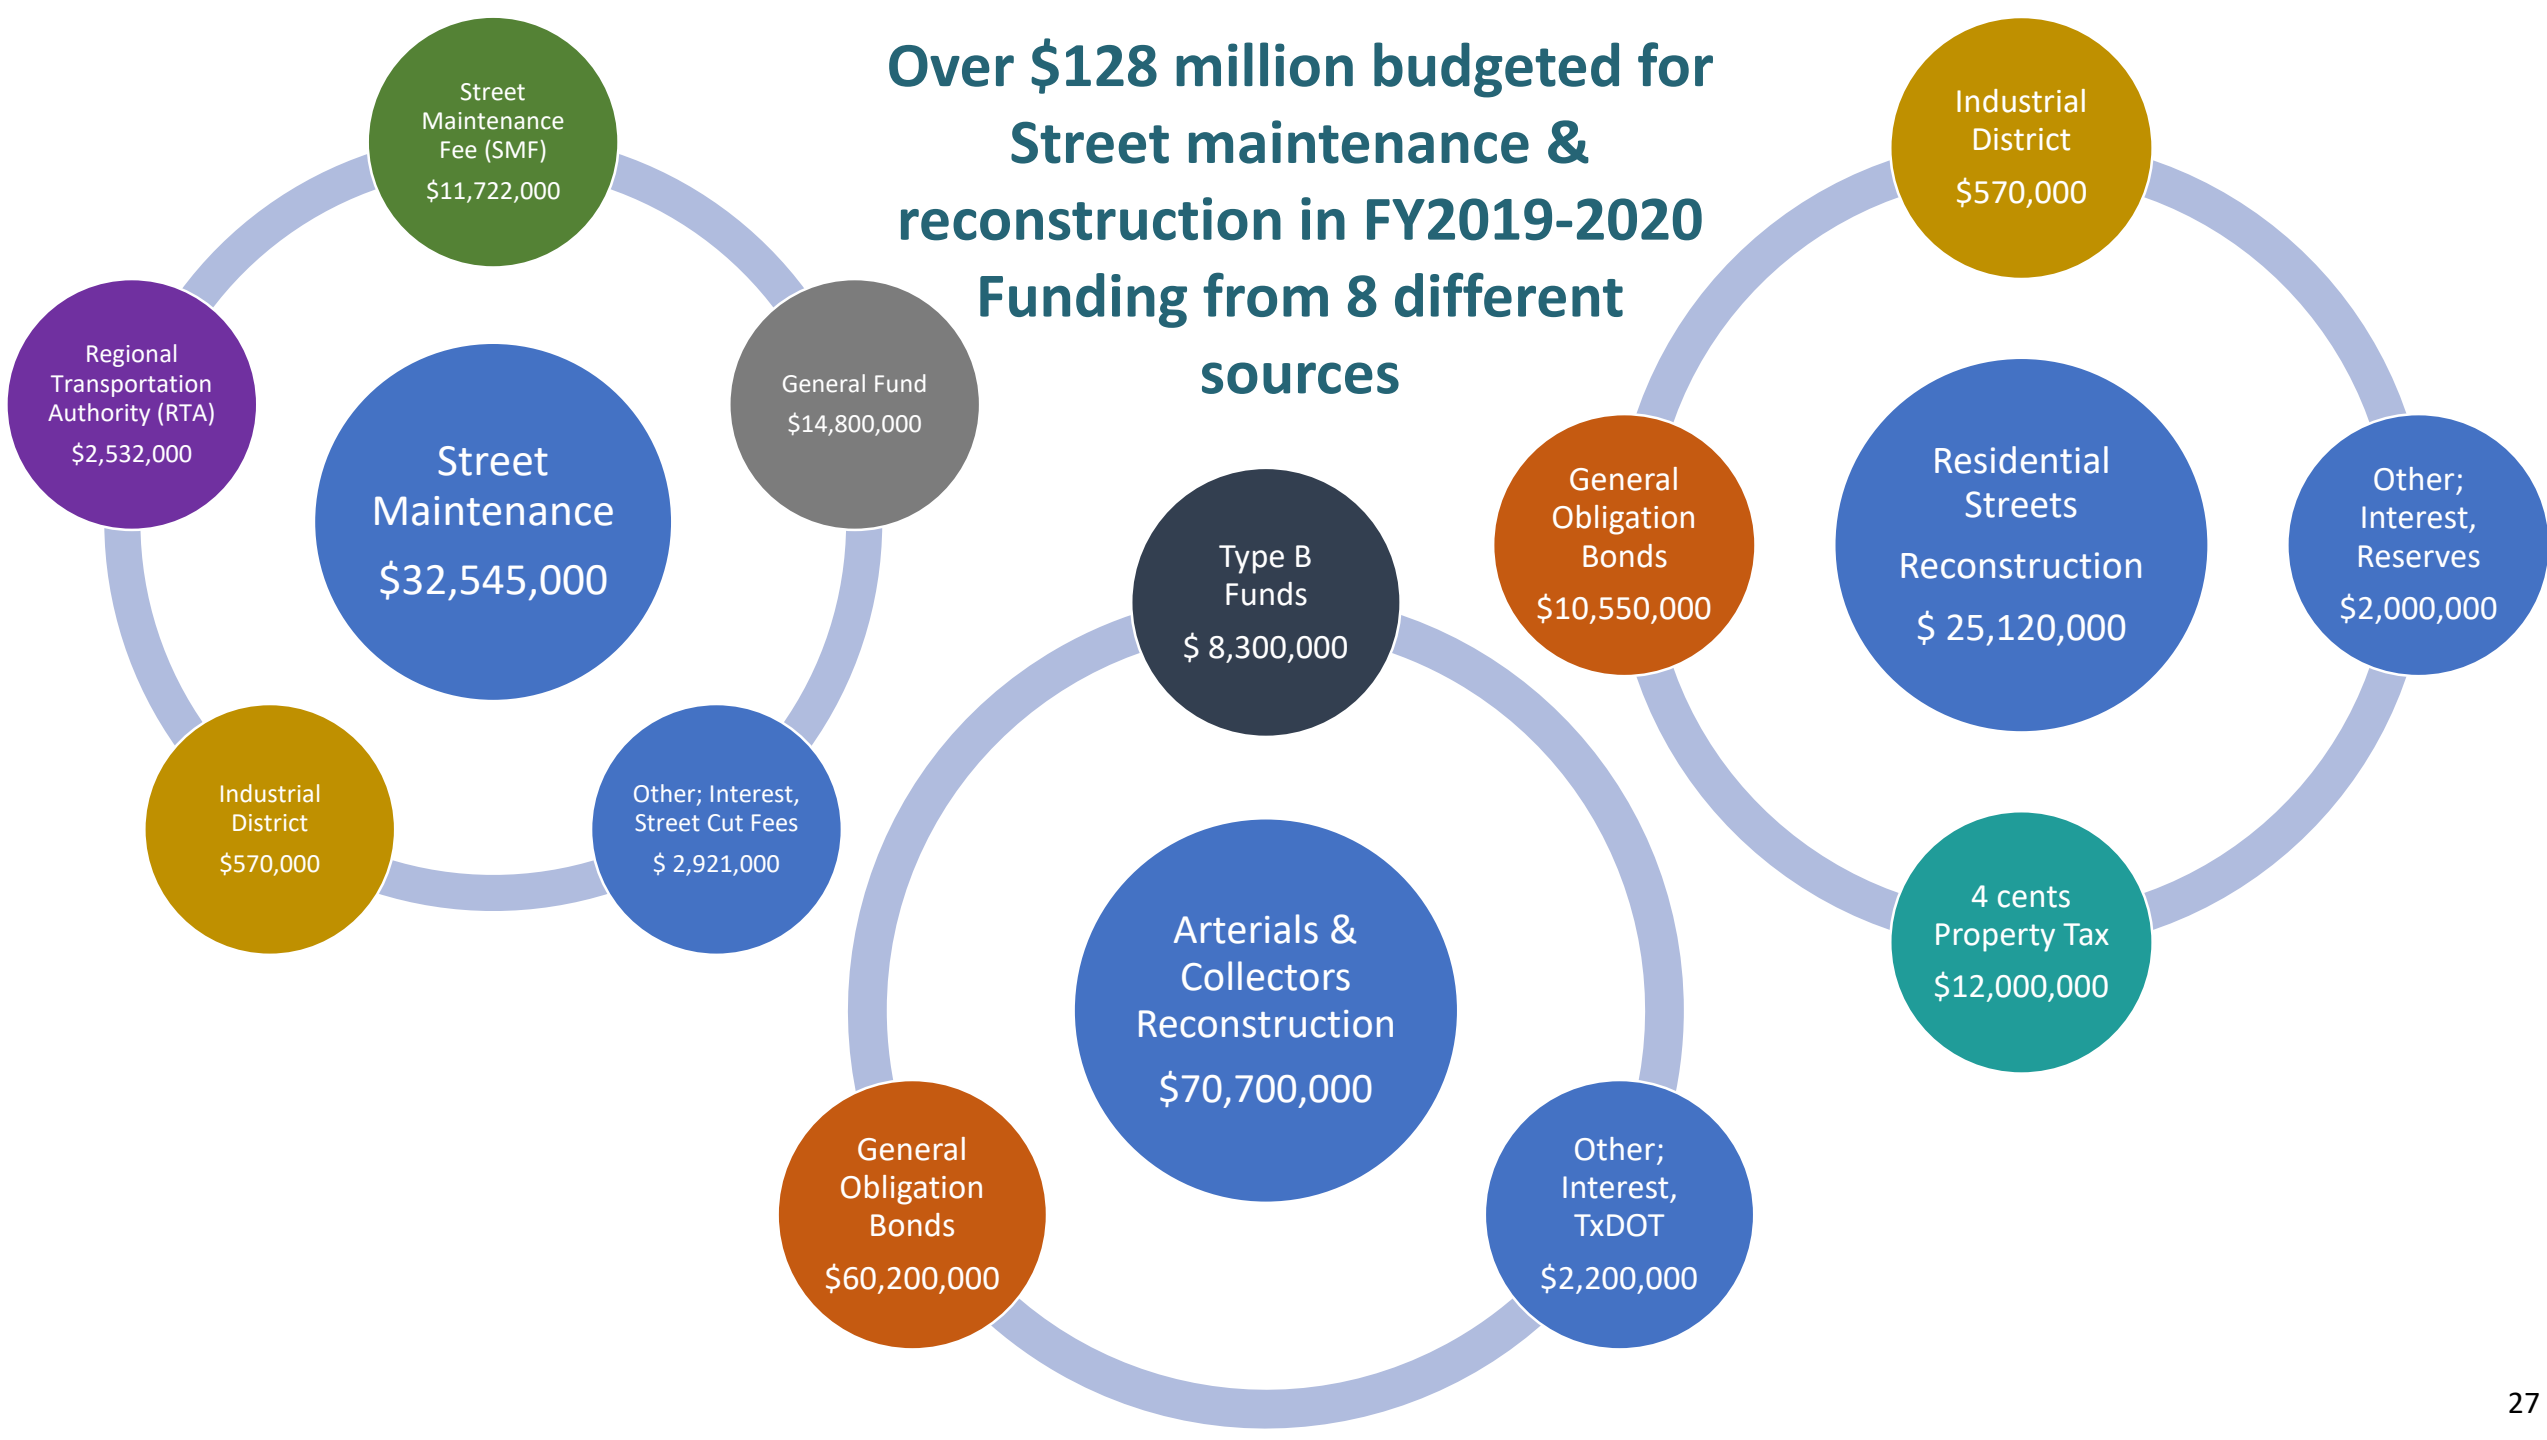 Over $128 million budgeted for
Street maintenance &
reconstruction in FY2019-2020
Funding from 8 different
sources
Street
Maintenance
Fee (SMF)
$11,722,000
Regional
Transportation
Authority (RTA)
$2,532,000
General Fund
$14,800,000
Street
Maintenance
$32,545,000
Industrial
District
$570,000
Other; Interest,
Street Cut Fees
$ 2,921,000
Type B
Funds
$ 8,300,000
Arterials &
Collectors
Reconstruction
$70,700,000
General
Obligation
Bonds
$60,200,000
Other;
Interest,
TxDOT
$2,200,000
Industrial
District
$570,000
General
Obligation
Bonds
$10,550,000
Residential
Streets
Reconstruction
$ 25,120,000
Other;
Interest,
Reserves
$2,000,000
4 cents
Property Tax
$12,000,000
27